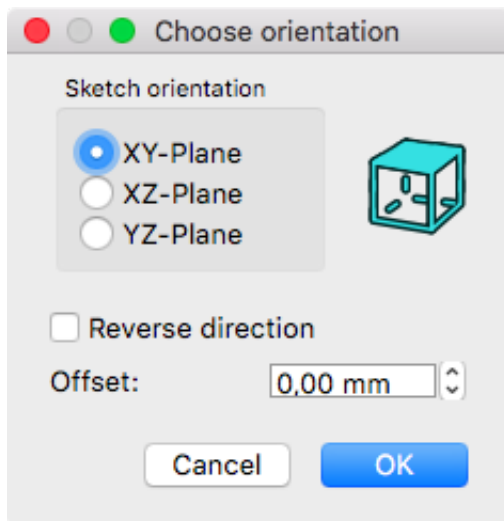 Choose orientation
Sketch orientation
XY-Plane
XZ-Plane
YZ-Plane
Reverse direction
Offset: 0,00 mm
Cancel OK